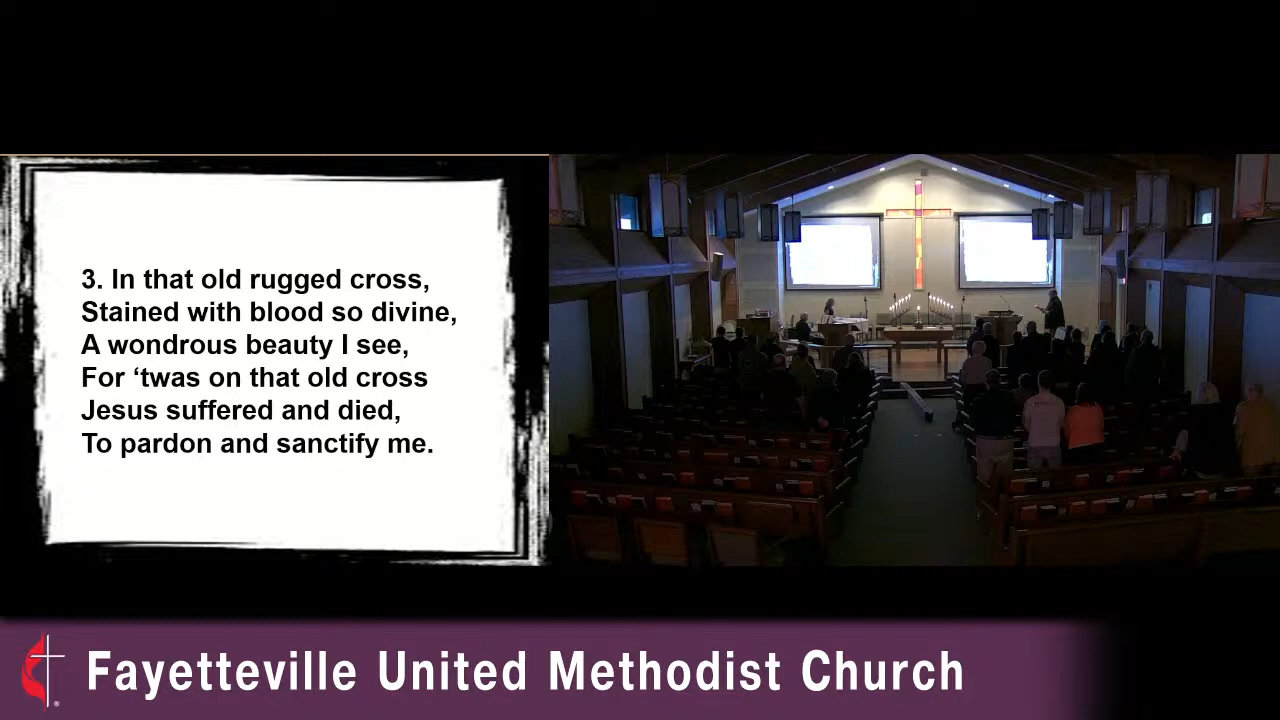 3. In that old rugged cross,
Stained with blood so divine,
A wondrous beauty I see,
For ‘twas on that old cross
Jesus suffered and died,
To pardon and sanctify me.
Fayetteville United Methodist Church
®